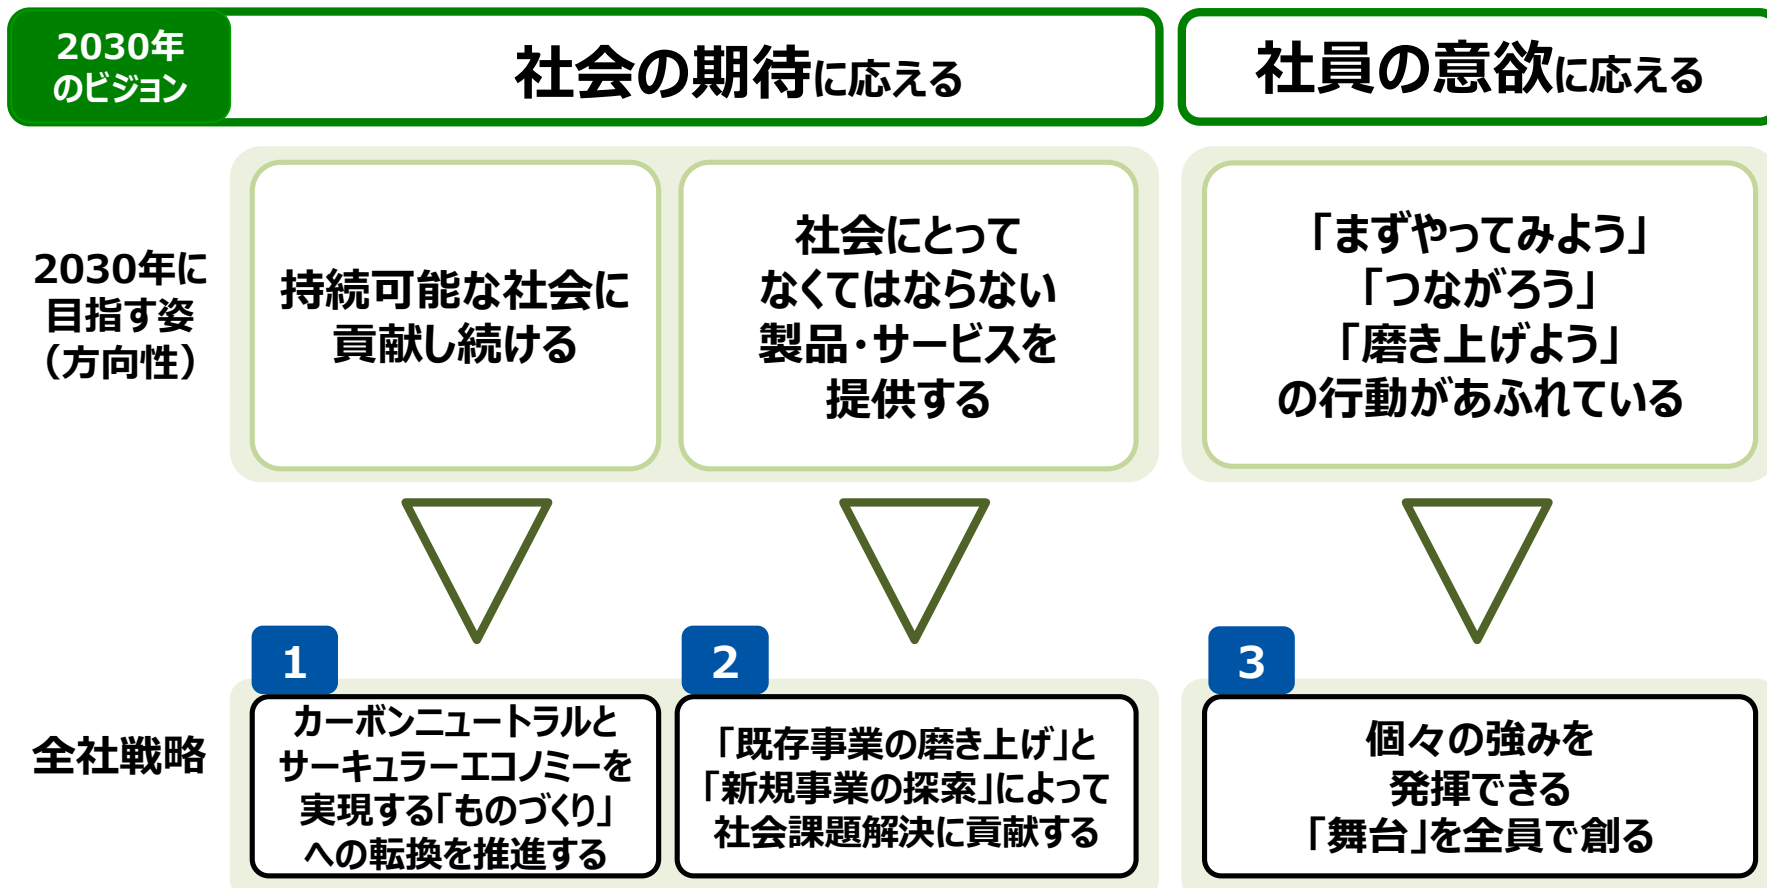 2030年
のビジョン
社会の期待に応える
社員の意欲に応える
2030年に
目指す姿
（方向性）
持続可能な社会に
貢献し続ける
社会にとって
なくてはならない
製品・サービスを
提供する
「まずやってみよう」
「つながろう」
「磨き上げよう」
の行動があふれている
全社戦略
1
カーボンニュートラルと
サーキュラーエコノミーを
実現する「ものづくり」
への転換を推進する
2
「既存事業の磨き上げ」と
「新規事業の探索」によって
社会課題解決に貢献する
3
個々の強みを
発揮できる
「舞台」を全員で創る